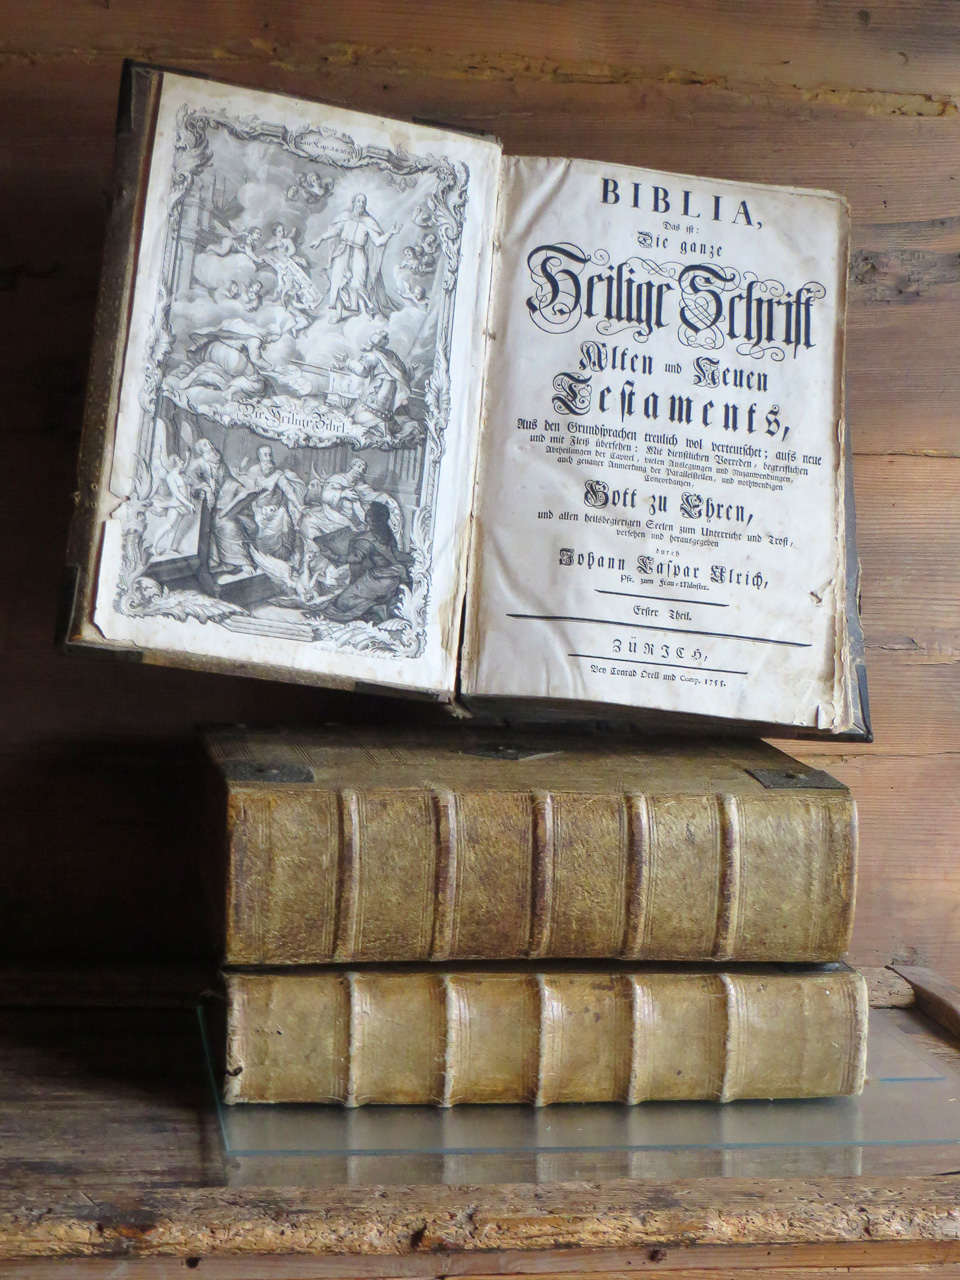 Die Heilige Bibel.
BIBLIA,
Das ist:
Die ganze
Heilige Schrift
Alten und Neuen
Testaments,
Aus den Grundsprachen treulich wol verteutschet; aufs neue
und mit Fleiß übersehen: Mit dienstlichen Vorreden, begreiflichen
Abtheilungen der Capitel, vielen Auslegungen und Nuzanwendungen,
auch genauer Anmerkung der Parallelstellen, und nothwendigen
Concordanzen,
Gott zu Ehren,
und allen heilsbegierigen Seelen zum Unterricht und Trost,
versehen und herausgegeben
durch
Johann Caspar Ulrich,
Pfr. zum Frau-Münster.
Erster Theil.
ZÜRICH,
Bey Conrad Orell und Comp. 1755.